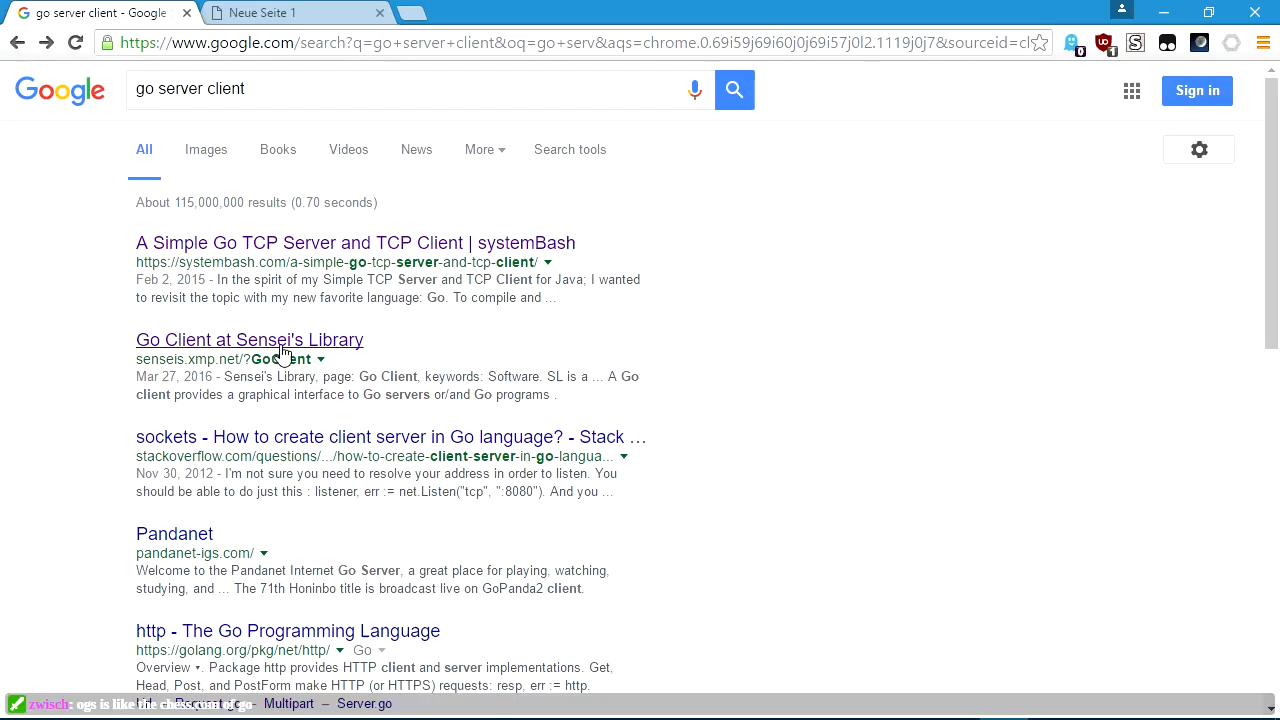 go server client - Google
Neue Seite 1
https://www.google.com/search?q=go+server+client&oq=go+serv&aqs=chrome.0.69i59j69i60j0j69i57j0l2.1119j0j7&sourceid=cl
0
1
Google
go server client
Sign in
All Images Books Videos News More Search tools
About 115,000,000 results (0.70 seconds)
A Simple Go TCP Server and TCP Client | systemBash
https://systembash.com/a-simple-go-tcp-server-and-tcp-client/
Feb 2, 2015 - In the spirit of my Simple TCP Server and TCP Client for Java; I wanted
to revisit the topic with my new favorite language: Go. To compile and ...
Go Client at Sensei's Library
senseis.xmp.net/?GoClient
Mar 27, 2016 - Sensei's Library, page: Go Client, keywords: Software. SL is a ... A Go
client provides a graphical interface to Go servers or/and Go programs .
sockets - How to create client server in Go language? - Stack ...
stackoverflow.com/questions/.../how-to-create-client-server-in-go-langua...
Nov 30, 2012 - I'm not sure you need to resolve your address in order to listen. You
should be able to do just this : listener, err := net.Listen("tcp", ":8080"). And you ...
Pandanet
pandanet-igs.com/
Welcome to the Pandanet Internet Go Server, a great place for playing, watching,
studying, and ... The 71th Honinbo title is broadcast live on GoPanda2 client.
http - The Go Programming Language
https://golang.org/pkg/net/http/ Go
Overview ▾. Package http provides HTTP client and server implementations. Get,
Head, Post, and PostForm make HTTP (or HTTPS) requests: resp, err := http.
Multipart – Server.go
zwisch: ogs is like the chess.com of go